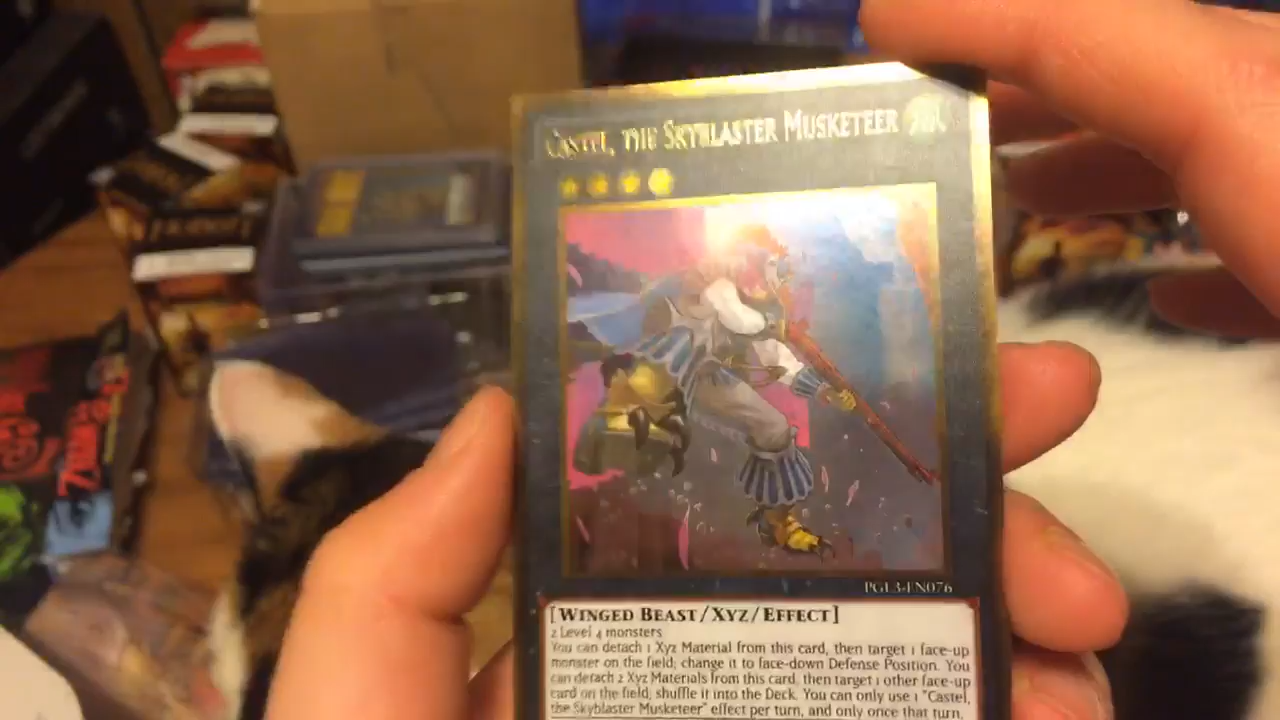 CASTEL, THE SKYBLASTER MUSKETEER
PGL3-EN076
[WINGED BEAST/XYZ/EFFECT]
2 Level 4 monsters
You can detach 1 Xyz Material from this card, then target 1 face-up
monster on the field; change it to face-down Defense Position. You
can detach 2 Xyz Materials from this card, then target 1 other face-up
card on the field; shuffle it into the Deck. You can only use 1 "Castel,
the Skyblaster Musketeer" effect per turn, and only once that turn.